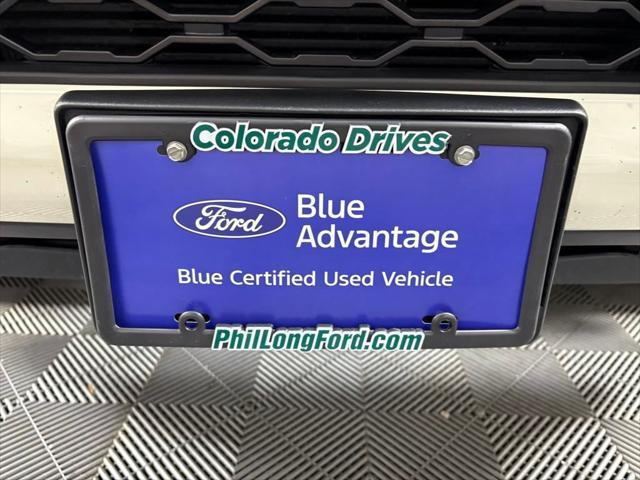 Colorado Drives
Ford
Blue
Advantage
Blue Certified Used Vehicle
PhilLongFord.com